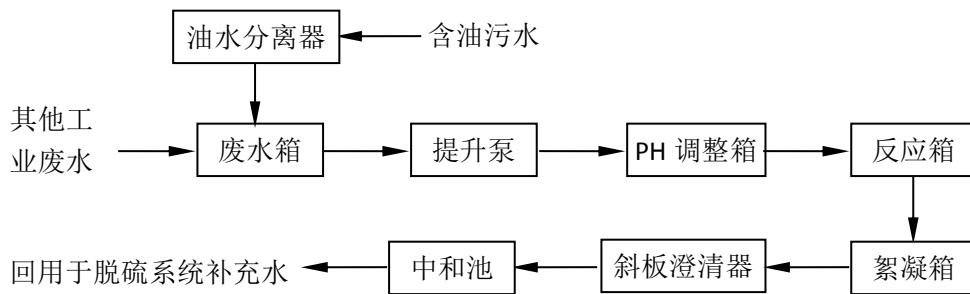 油水分离器
含油污水
其他工
业废水
废水箱
提升泵
PH 调整箱
反应箱
回用于脱硫系统补充水
中和池
斜板澄清器
絮凝箱